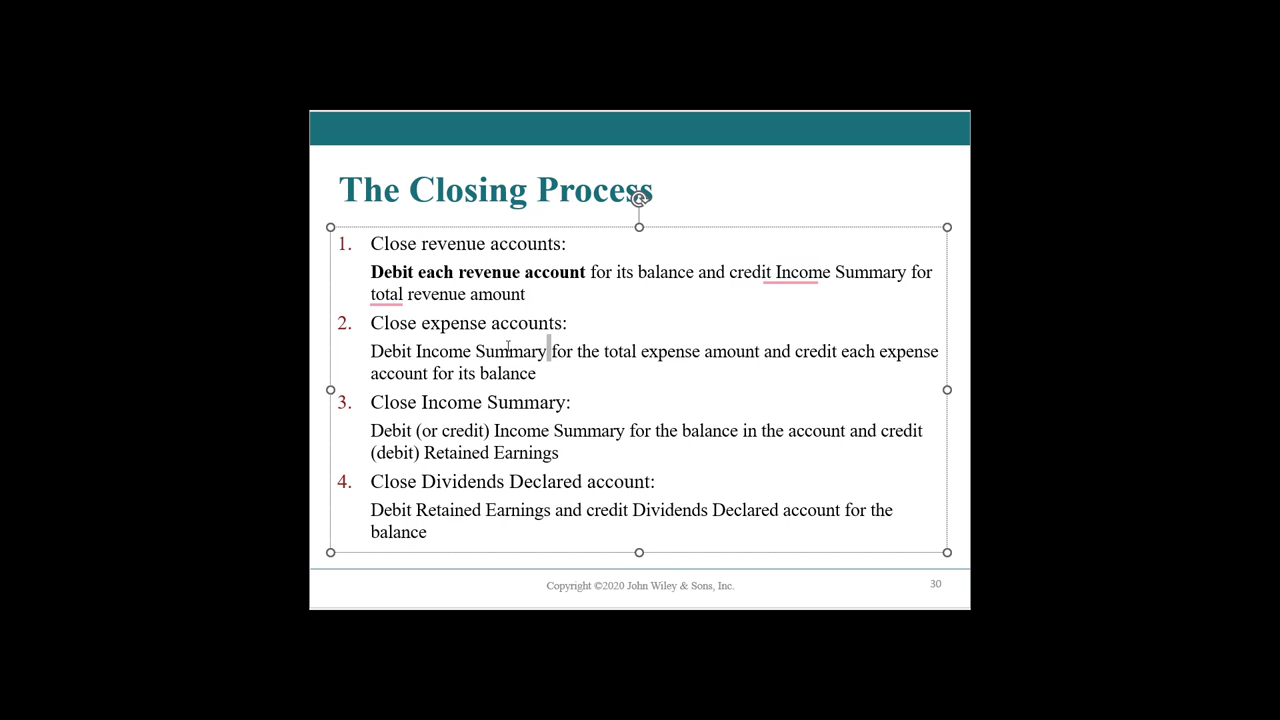 The Closing Process
1. Close revenue accounts:
Debit each revenue account for its balance and credit Income Summary for
total revenue amount
2. Close expense accounts:
Debit Income Summary for the total expense amount and credit each expense
account for its balance
3. Close Income Summary:
Debit (or credit) Income Summary for the balance in the account and credit
(debit) Retained Earnings
4. Close Dividends Declared account:
Debit Retained Earnings and credit Dividends Declared account for the
balance
Copyright ©2020 John Wiley & Sons, Inc.
30